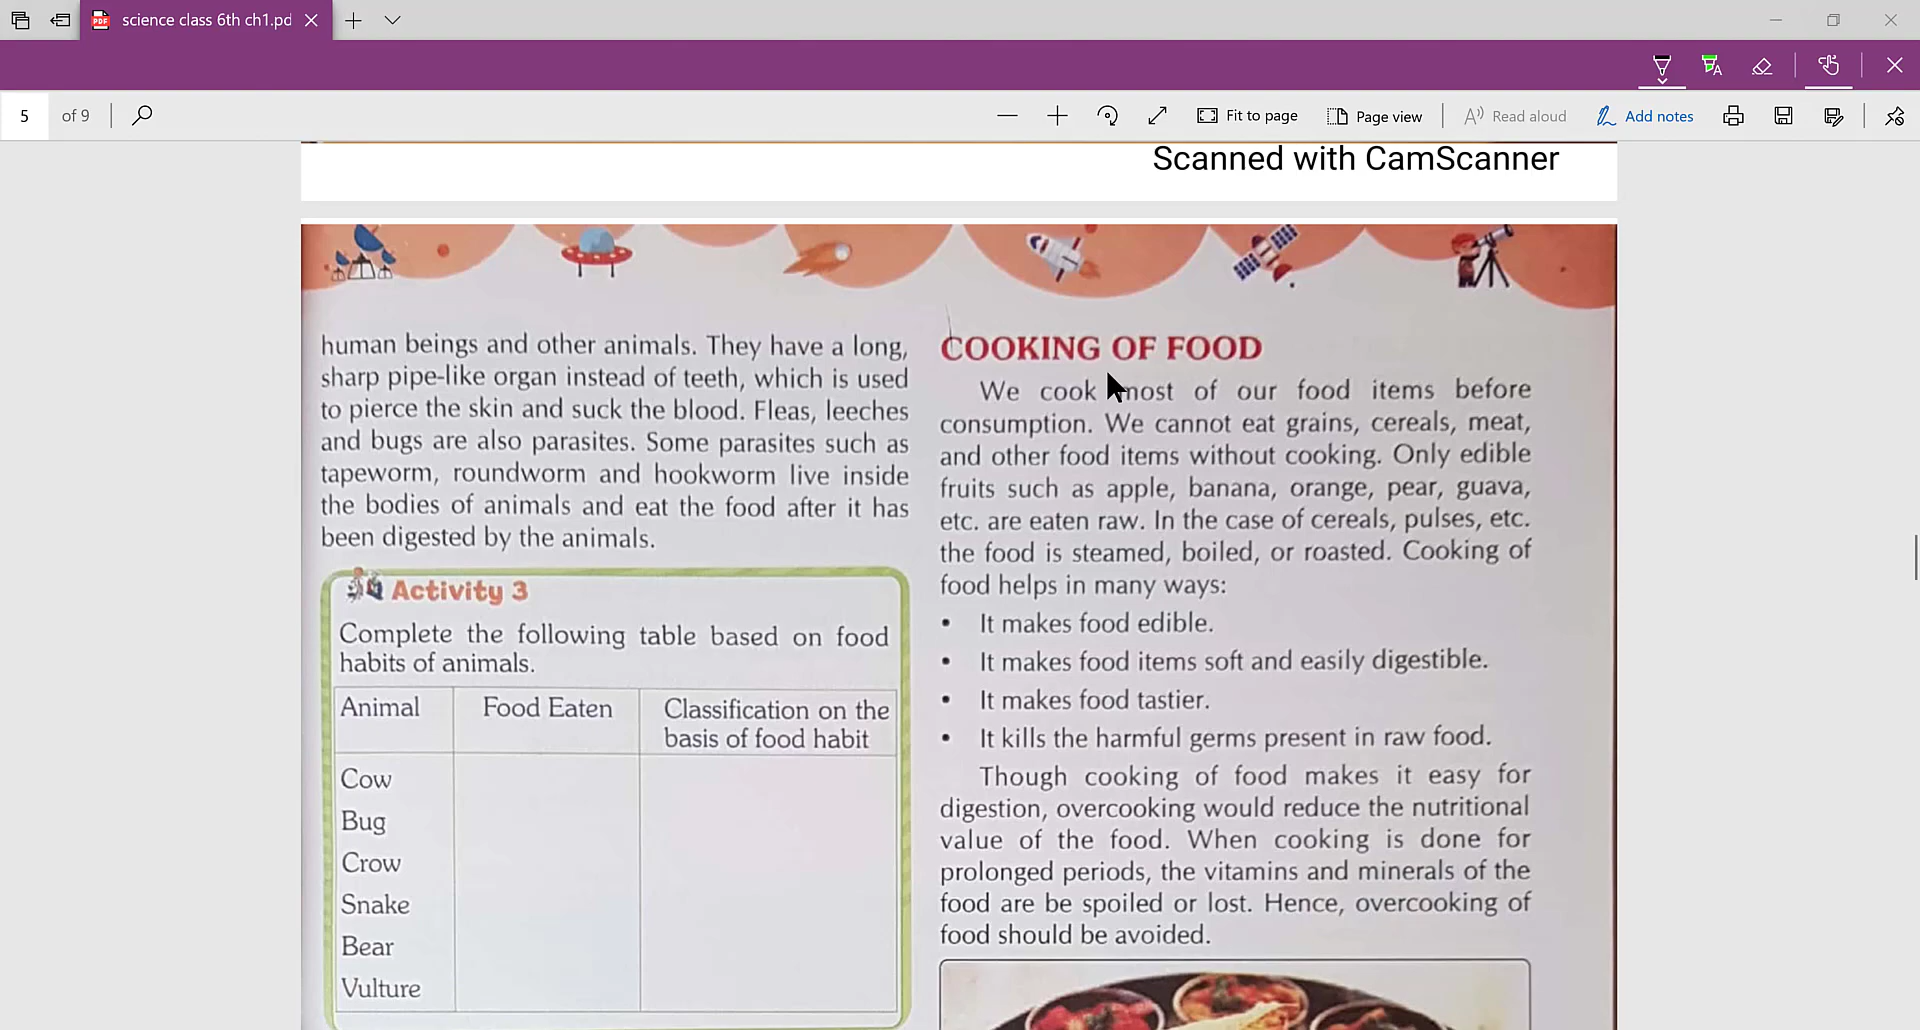 science class 6th ch1.pd
5 of 9
Fit to page
Page view
Read aloud
Add notes
Scanned with CamScanner
human beings and other animals. They have a long,
sharp pipe-like organ instead of teeth, which is used
to pierce the skin and suck the blood. Fleas, leeches
and bugs are also parasites. Some parasites such as
tapeworm, roundworm and hookworm live inside
the bodies of animals and eat the food after it has
been digested by the animals.
Activity 3
Complete the following table based on food
habits of animals.
Animal Food Eaten Classification on the
basis of food habit
Cow
Bug
Crow
Snake
Bear
Vulture
COOKING OF FOOD
We cook most of our food items before
consumption. We cannot eat grains, cereals, meat,
and other food items without cooking. Only edible
fruits such as apple, banana, orange, pear, guava,
etc. are eaten raw. In the case of cereals, pulses, etc.
the food is steamed, boiled, or roasted. Cooking of
food helps in many ways:
• It makes food edible.
• It makes food items soft and easily digestible.
• It makes food tastier.
• It kills the harmful germs present in raw food.
Though cooking of food makes it easy for
digestion, overcooking would reduce the nutritional
value of the food. When cooking is done for
prolonged periods, the vitamins and minerals of the
food are be spoiled or lost. Hence, overcooking of
food should be avoided.